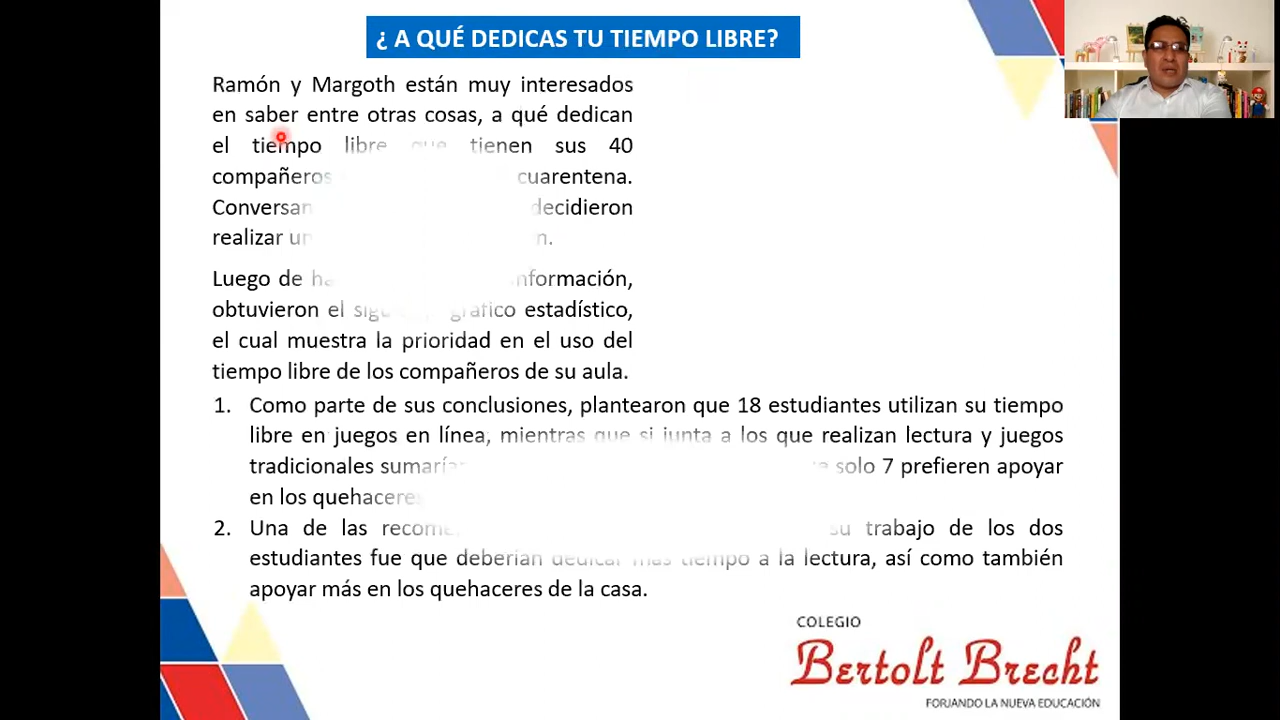 ¿ A QUÉ DEDICAS TU TIEMPO LIBRE?
Ramón y Margoth están muy interesados
en saber entre otras cosas, a qué dedican
el tiempo libre que tienen sus 40
compañeros cuarentena.
decidieron
realizar
Luego de
obtuvieron el gráfico estadístico,
el cual muestra la prioridad en el uso del
tiempo libre de los compañeros de su aula.
1. Como parte de sus conclusiones, plantearon que 18 estudiantes utilizan su tiempo
libre en juegos en línea, mientras que si junta a los que realizan lectura y juegos
tradicionales solo 7 prefieren apoyar
en los
2. Una de las su trabajo de los dos
estudiantes fue que deberían dedicar más tiempo a la lectura, así como también
apoyar más en los quehaceres de la casa.
COLEGIO
Bertolt Brecht
FORJANDO LA NUEVA EDUCACIÓN